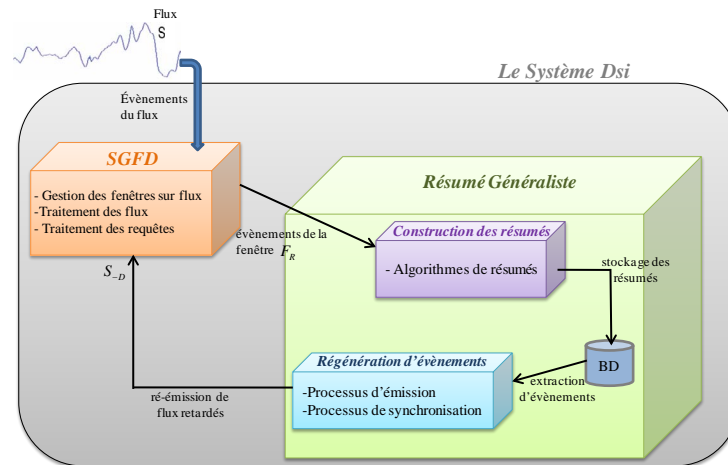 Flux
S
Le Système Dsi
Évènements
du flux
SGFD
- Gestion des fenêtres sur flux
-Traitement des flux
- Traitement des requêtes
Résumé Généraliste
évènements de la
fenêtre F_R
Construction des résumés
- Algorithmes de résumés
stockage des
résumés
S_{-D}
BD
Régénération d'évènements
-Processus d'émission
-Processus de synchronisation
extraction
d'évènements
ré-émission de
flux retardés